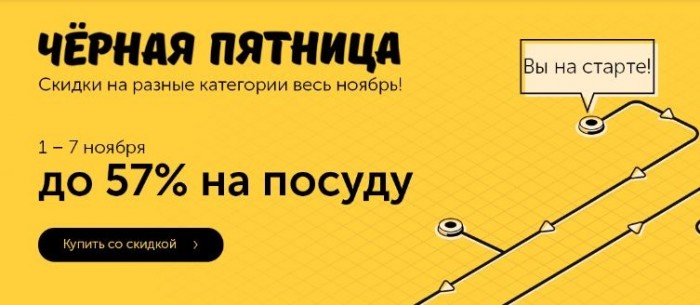 ЧЁРНАЯ ПЯТНИЦА
Скидки на разные категории весь ноябрь!
Вы на старте!
1 – 7 ноября
до 57% на посуду
Купить со скидкой